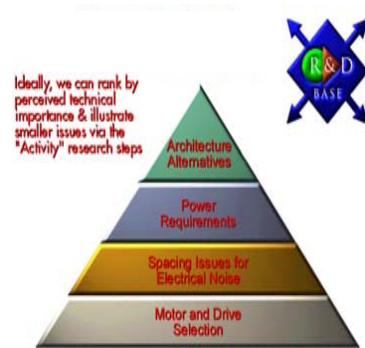 Ideally, we can rank by
perceived technical
importance & illustrate
smaller issues via the
"Activity" research steps
R&D
BASE
Architecture
Alternatives
Power
Requirements
Spacing Issues for
Electrical Noise
Motor and Drive
Selection